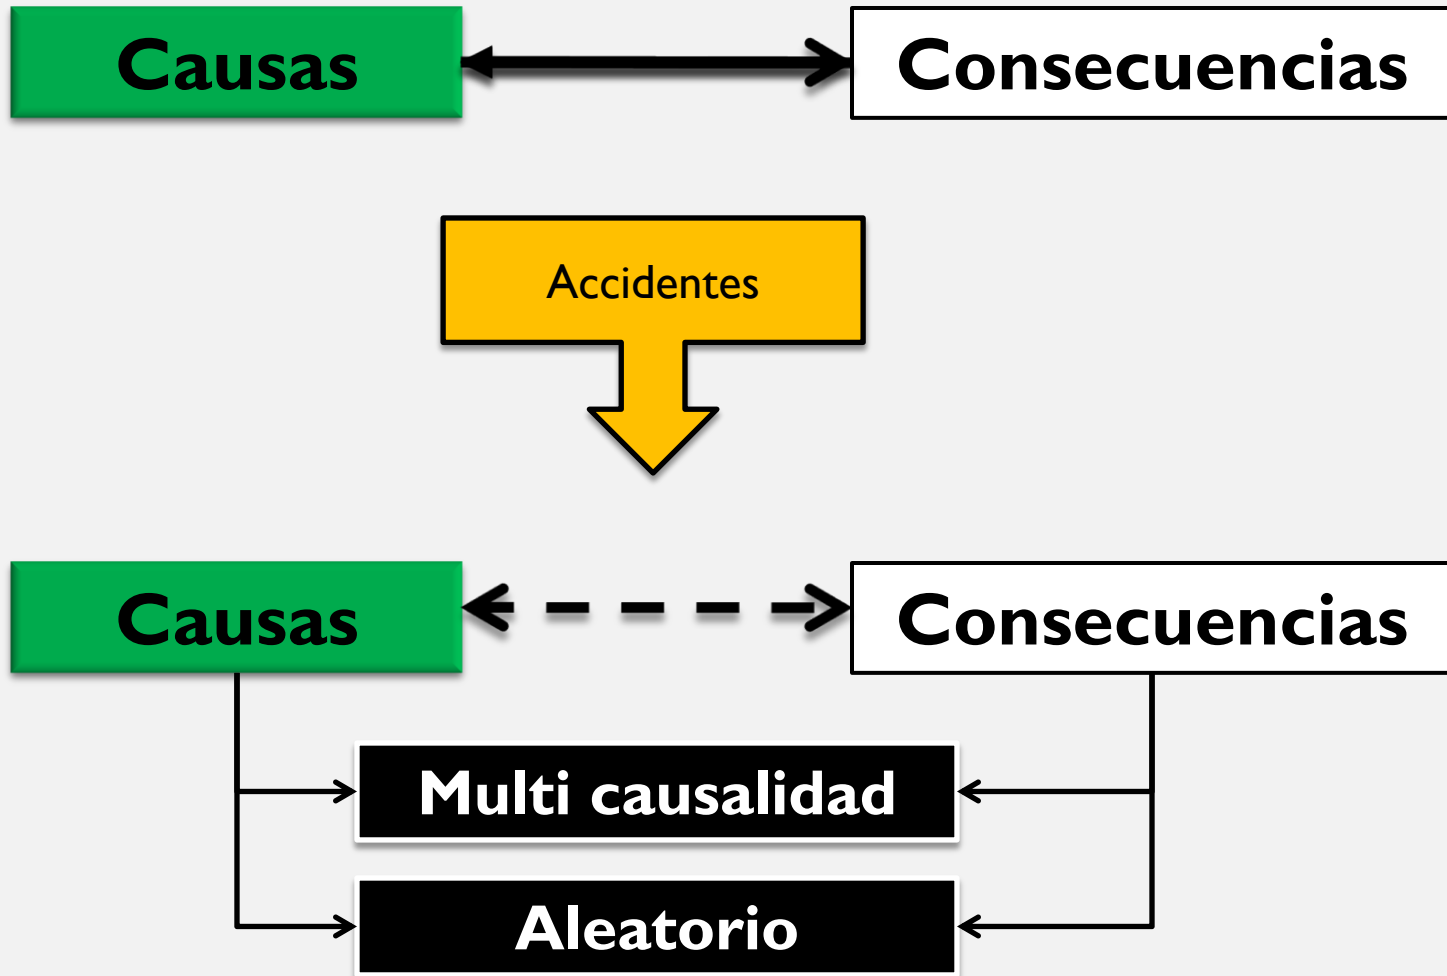 Causas
Consecuencias
Accidentes
Causas
Consecuencias
Multi causalidad
Aleatorio